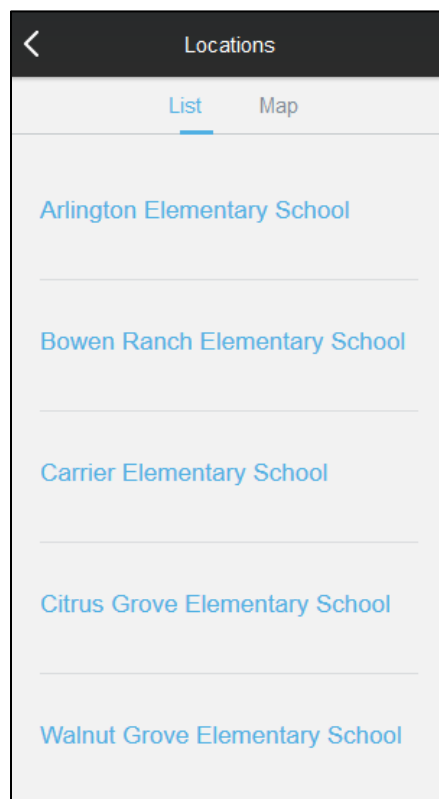 Locations
List Map
Arlington Elementary School
Bowen Ranch Elementary School
Carrier Elementary School
Citrus Grove Elementary School
Walnut Grove Elementary School